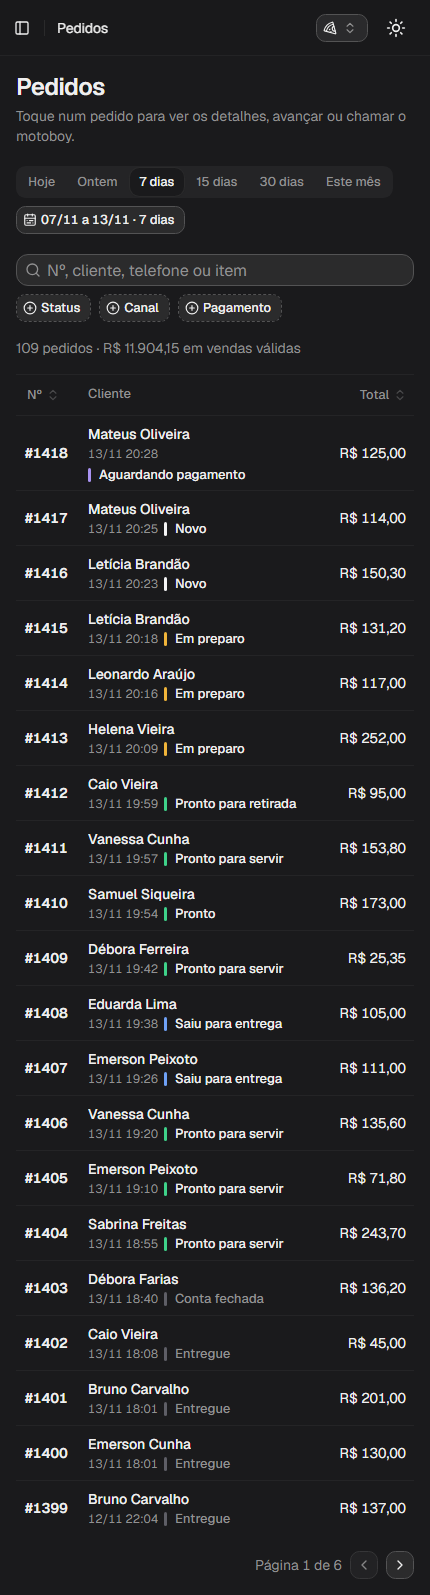 Pedidos
Pedidos
Toque num pedido para ver os detalhes, avançar ou chamar o
motoboy.
Hoje Ontem 7 dias 15 dias 30 dias Este mês
07/11 a 13/11 · 7 dias
Nº, cliente, telefone ou item
Status Canal Pagamento
109 pedidos · R$ 11.904,15 em vendas válidas
Nº Cliente Total
Mateus Oliveira
#1418 13/11 20:28 R$ 125,00
Aguardando pagamento
Mateus Oliveira
#1417 13/11 20:25 Novo R$ 114,00
Letícia Brandão
#1416 13/11 20:23 Novo R$ 150,30
Letícia Brandão
#1415 13/11 20:18 Em preparo R$ 131,20
Leonardo Araújo
#1414 13/11 20:16 Em preparo R$ 117,00
Helena Vieira
#1413 13/11 20:09 Em preparo R$ 252,00
Caio Vieira
#1412 13/11 19:59 Pronto para retirada R$ 95,00
Vanessa Cunha
#1411 13/11 19:57 Pronto para servir R$ 153,80
Samuel Siqueira
#1410 13/11 19:54 Pronto R$ 173,00
Débora Ferreira
#1409 13/11 19:42 Pronto para servir R$ 25,35
Eduarda Lima
#1408 13/11 19:38 Saiu para entrega R$ 105,00
Emerson Peixoto
#1407 13/11 19:26 Saiu para entrega R$ 111,00
Vanessa Cunha
#1406 13/11 19:20 Pronto para servir R$ 135,60
Emerson Peixoto
#1405 13/11 19:10 Pronto para servir R$ 71,80
Sabrina Freitas
#1404 13/11 18:55 Pronto para servir R$ 243,70
Débora Farias
#1403 13/11 18:40 Conta fechada R$ 136,20
Caio Vieira
#1402 13/11 18:08 Entregue R$ 45,00
Bruno Carvalho
#1401 13/11 18:01 Entregue R$ 201,00
Emerson Cunha
#1400 13/11 18:01 Entregue R$ 130,00
Bruno Carvalho
#1399 12/11 22:04 Entregue R$ 137,00
Página 1 de 6